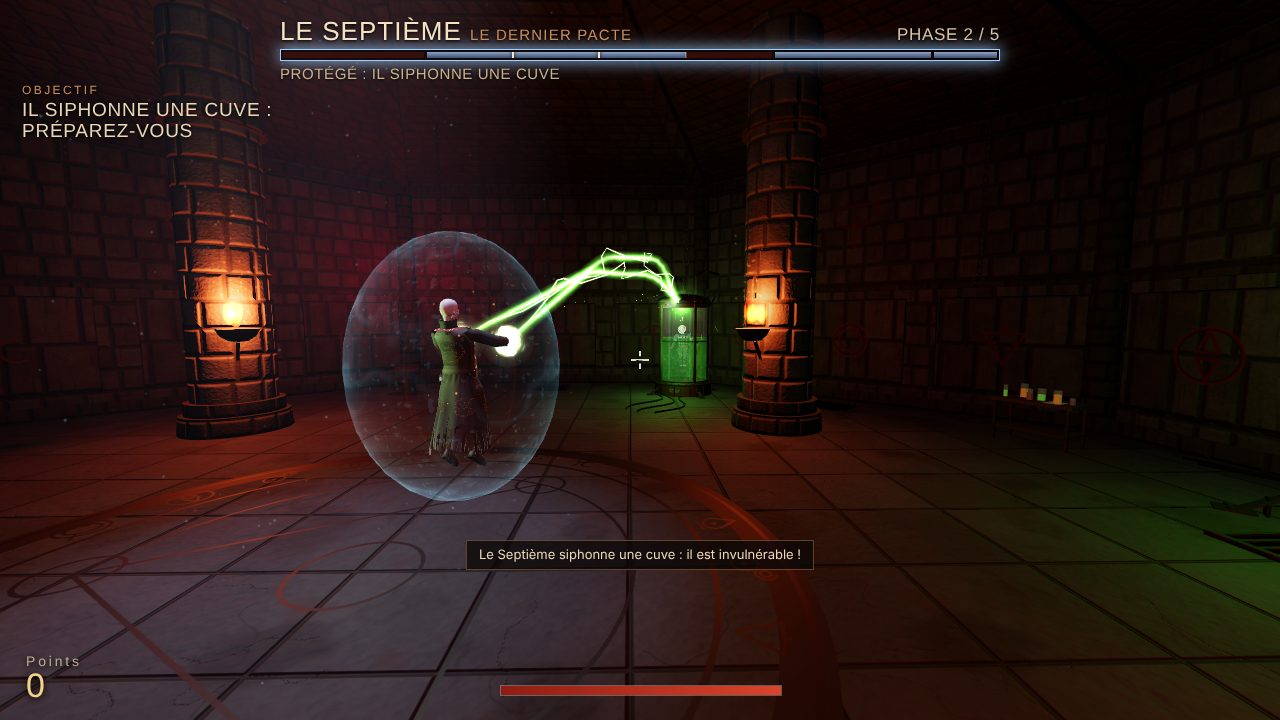 LE SEPTIÈME LE DERNIER PACTE
PHASE 2 / 5
PROTÉGÉ : IL SIPHONNE UNE CUVE
OBJECTIF
IL SIPHONNE UNE CUVE :
PRÉPAREZ-VOUS
Le Septième siphonne une cuve : il est invulnérable !
Points
0